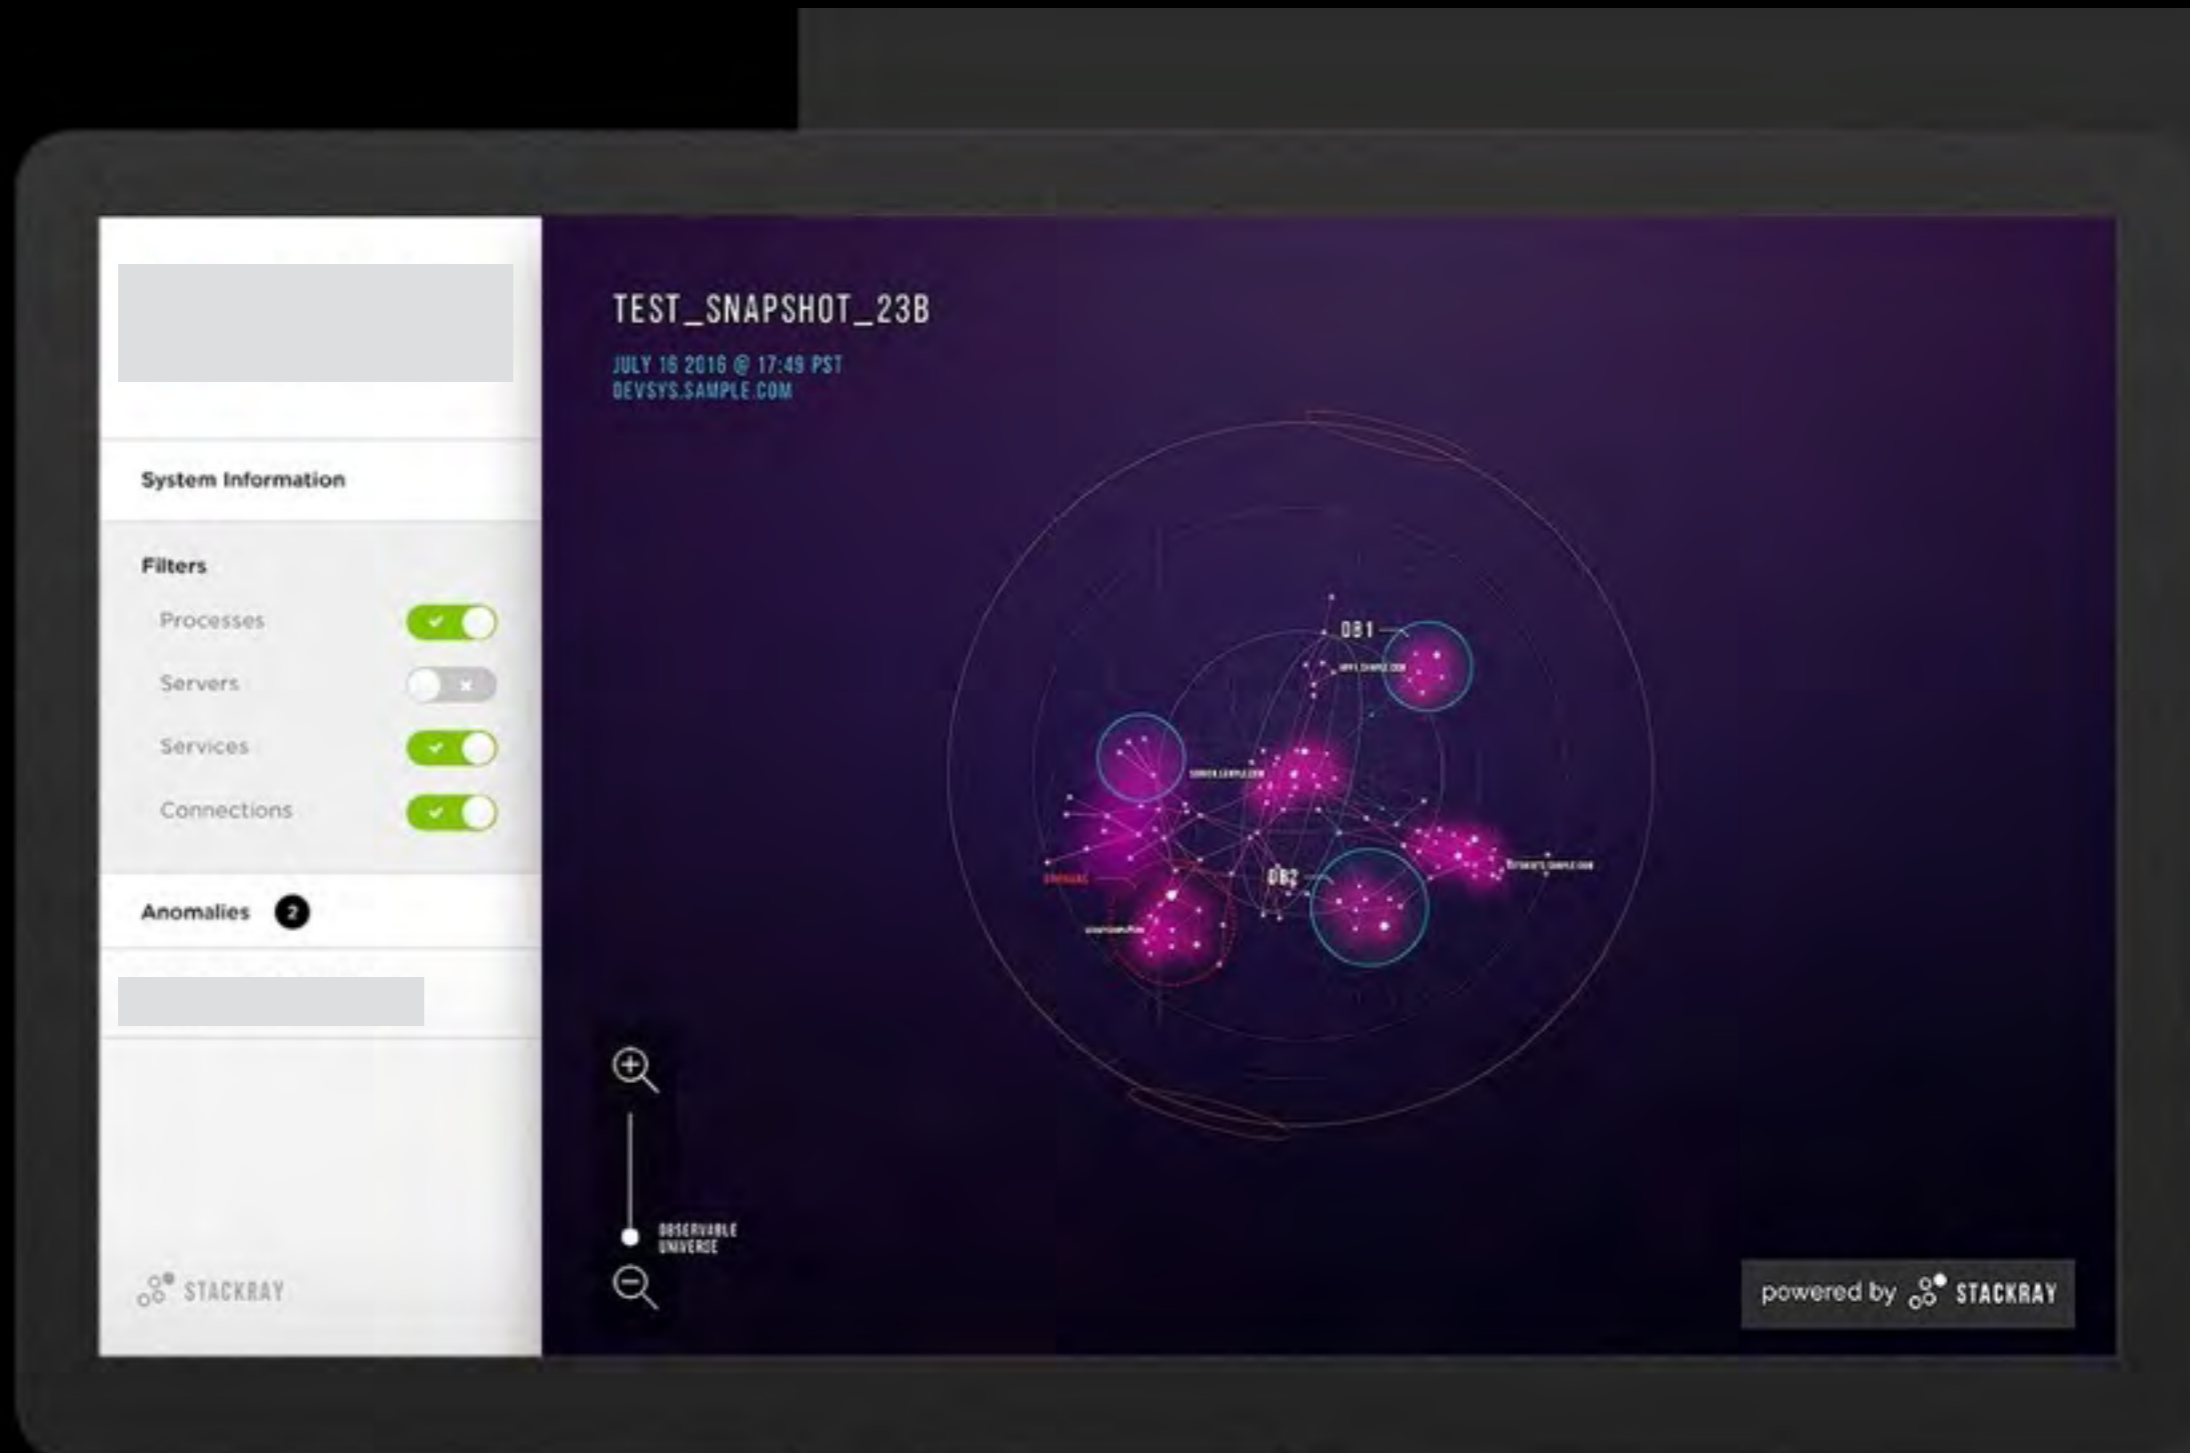 TEST_SNAPSHOT_23B
JULY 16 2016 @ 17:49 PST
DEVSYS.SAMPLE.COM
System Information
Filters
Processes
Servers
Services
Connections
Anomalies 2
STACKRAY
DB1
DB2
OBSERVABLE
UNIVERSE
powered by STACKRAY